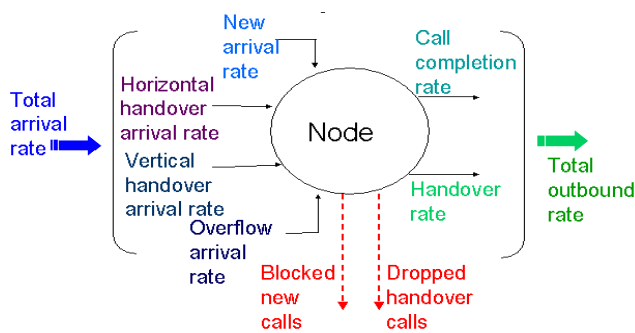 New
arrival
rate
Call
completion
rate
Horizontal
handover
arrival rate
Total
arrival
rate
Node
Vertical
handover
arrival rate
Handover
rate
Total
outbound
rate
Overflow
arrival
rate
Blocked
new
calls
Dropped
handover
calls